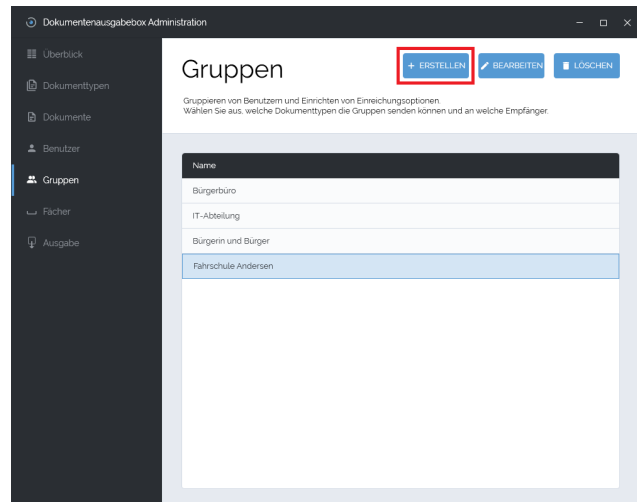 Dokumentenausgabebox Administration
Überblick
Dokumenttypen
Dokumente
Benutzer
Gruppen
Fächer
Ausgabe
Gruppen
+ ERSTELLEN
BEARBEITEN
LÖSCHEN
Gruppieren von Benutzern und Einrichten von Einreichungsoptionen.
Wählen Sie aus, welche Dokumenttypen die Gruppen senden können und an welche Empfänger.
Name
Bürgerbüro
IT-Abteilung
Bürgerin und Bürger
Fahrschule Andersen